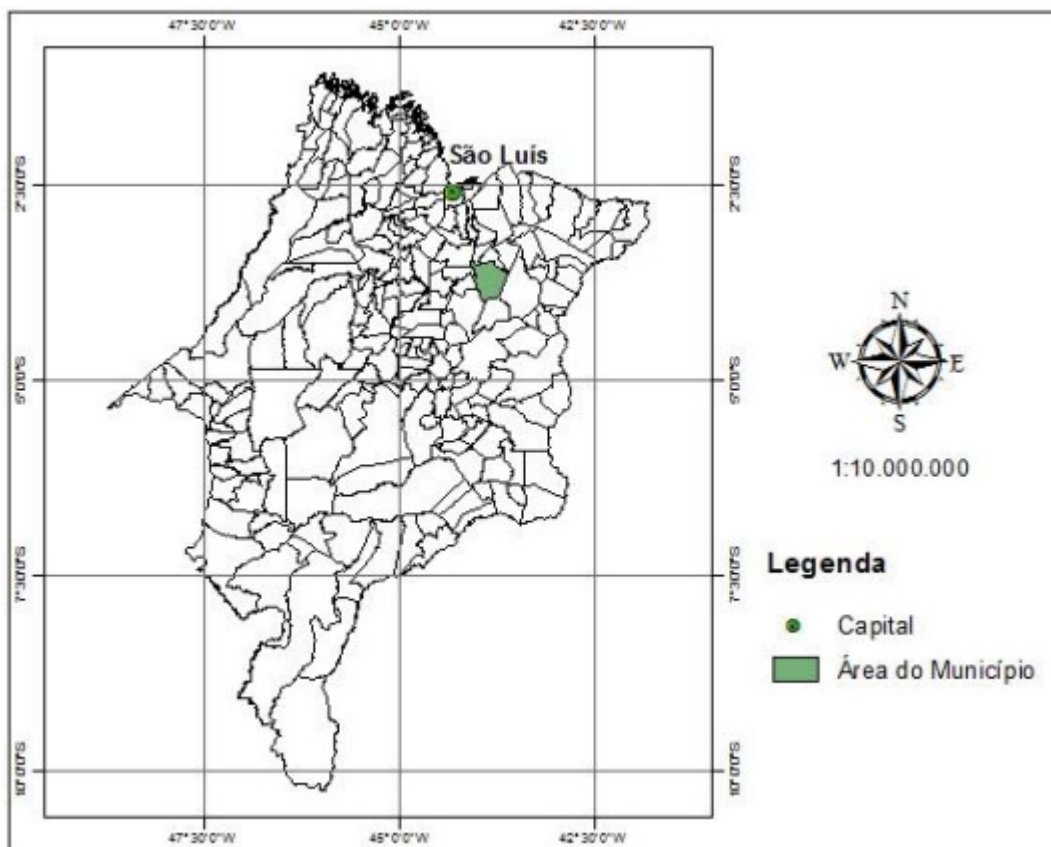 47°30'0"W 45°0'0"W 42°30'0"W
São Luís
2°30'0"S 2°30'0"S
5°0'0"S 5°0'0"S
7°30'0"S 7°30'0"S
10°0'0"S 10°0'0"S
47°30'0"W 45°0'0"W 42°30'0"W
N
W E
S
1:10.000.000
Legenda
Capital
Área do Município